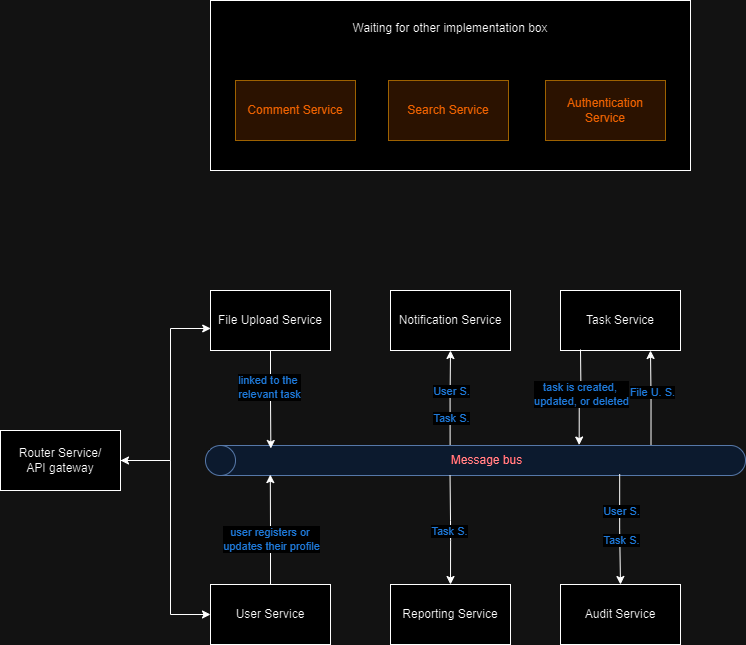 Waiting for other implementation box
Comment Service
Search Service
Authentication
Service
File Upload Service
Notification Service
Task Service
linked to the
relevant task
User S.
Task S.
task is created,
updated, or deleted
File U. S.
Router Service/
API gateway
Message bus
user registers or
updates their profile
Task S.
User S.
Task S.
User Service
Reporting Service
Audit Service